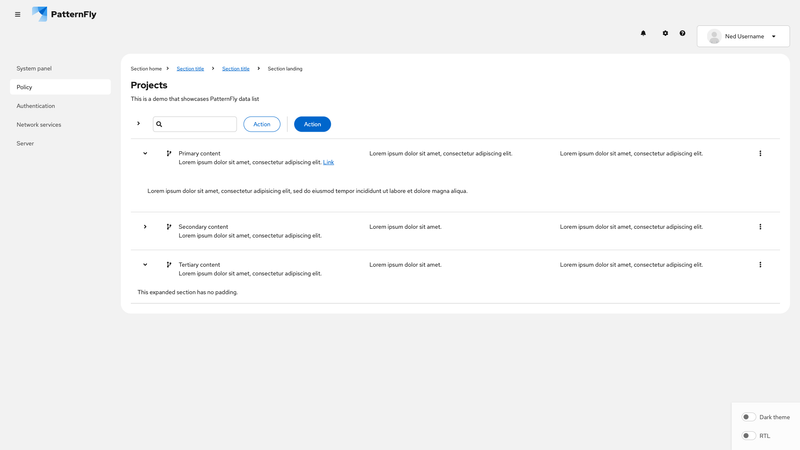 PatternFly
Ned Username
System panel
Policy
Authentication
Network services
Server
Section home Section title Section title Section landing
Projects
This is a demo that showcases PatternFly data list
Action Action
Primary content
Lorem ipsum dolor sit amet, consectetur adipiscing elit. Link
Lorem ipsum dolor sit amet, consectetur adipiscing elit.
Lorem ipsum dolor sit amet, consectetur adipiscing elit.
Lorem ipsum dolor sit amet, consectetur adipisicing elit, sed do eiusmod tempor incididunt ut labore et dolore magna aliqua.
Secondary content
Lorem ipsum dolor sit amet, consectetur adipiscing elit.
Lorem ipsum dolor sit amet.
Lorem ipsum dolor sit amet, consectetur adipiscing elit.
Tertiary content
Lorem ipsum dolor sit amet, consectetur adipiscing elit.
Lorem ipsum dolor sit amet.
Lorem ipsum dolor sit amet, consectetur adipiscing elit.
This expanded section has no padding.
Dark theme
RTL